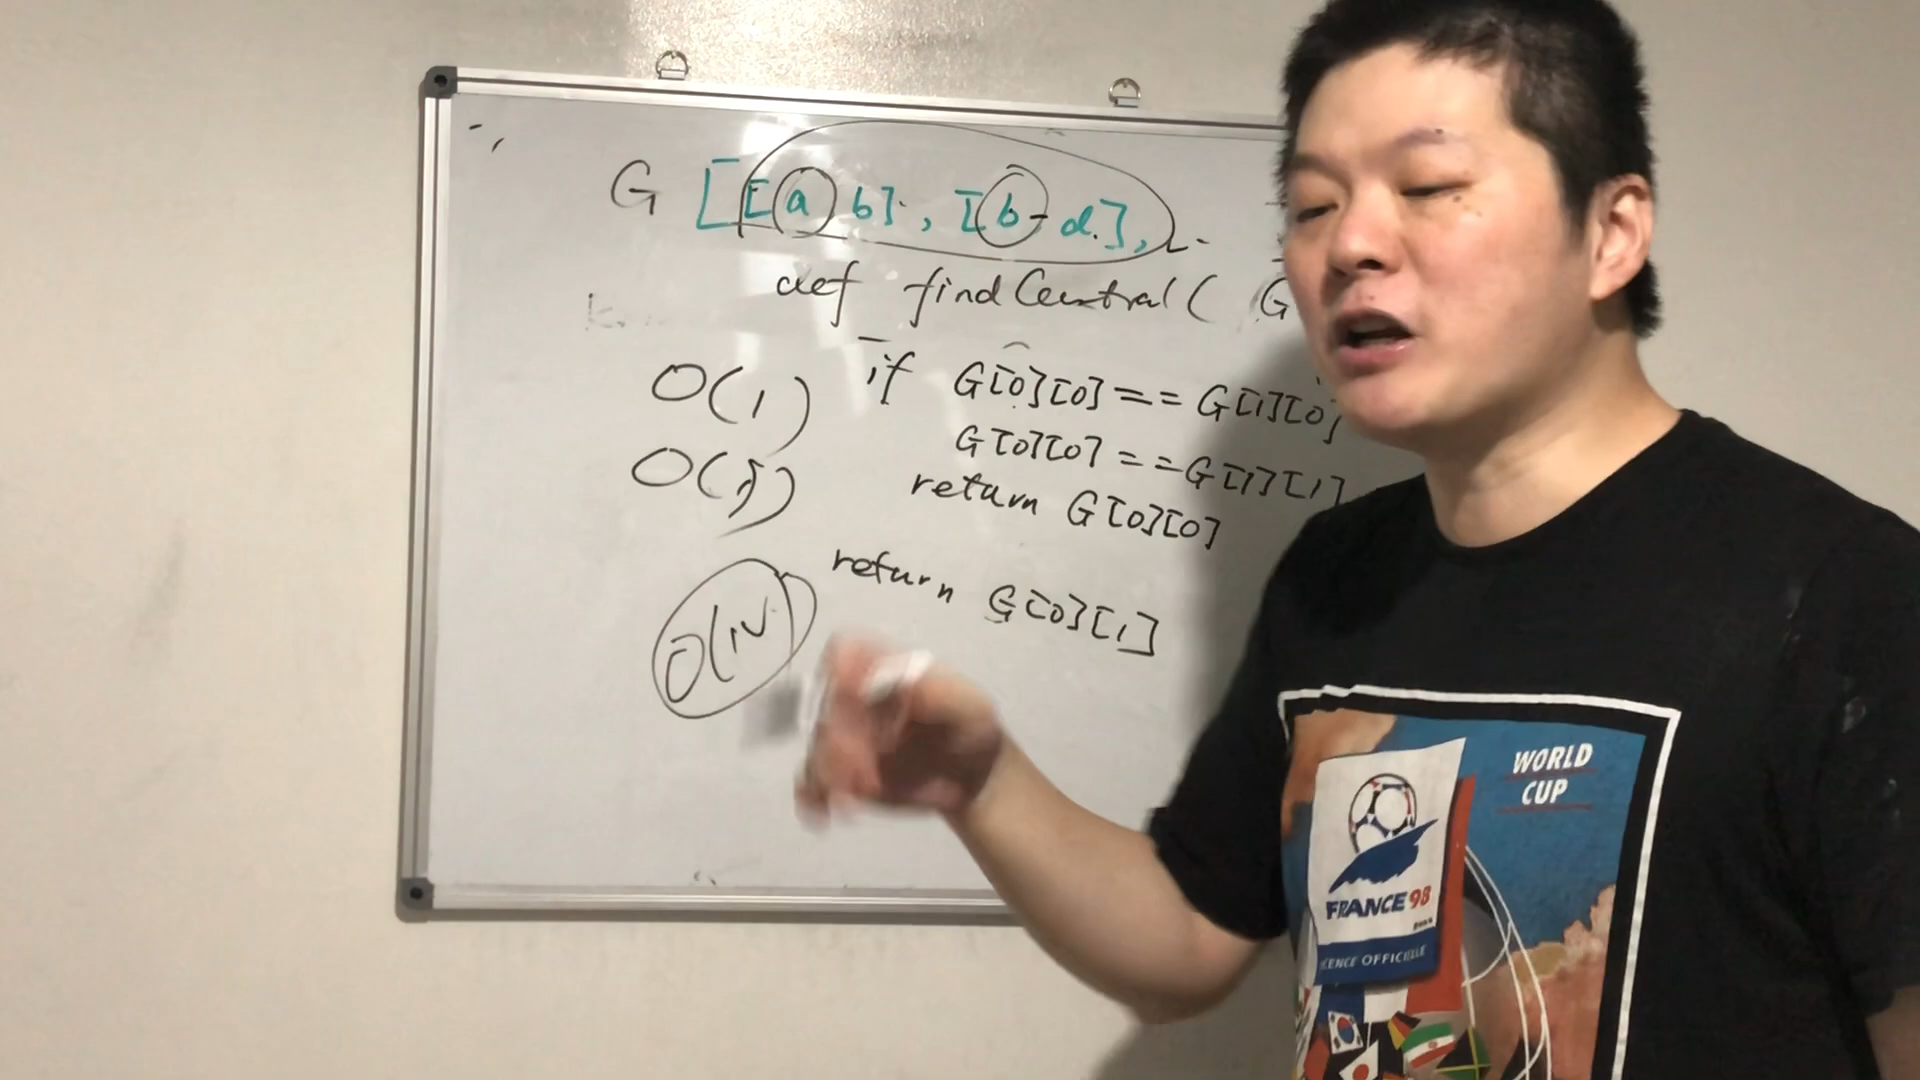 G [[a b], [b d],
def findCentral( G
if G[0][0] == G[1][0]
G[0][0] == G[1][1]
return G[0][0]
return G[0][1]
O(1)
WORLD
CUP
FRANCE 98
CENCE OFFICIELLE